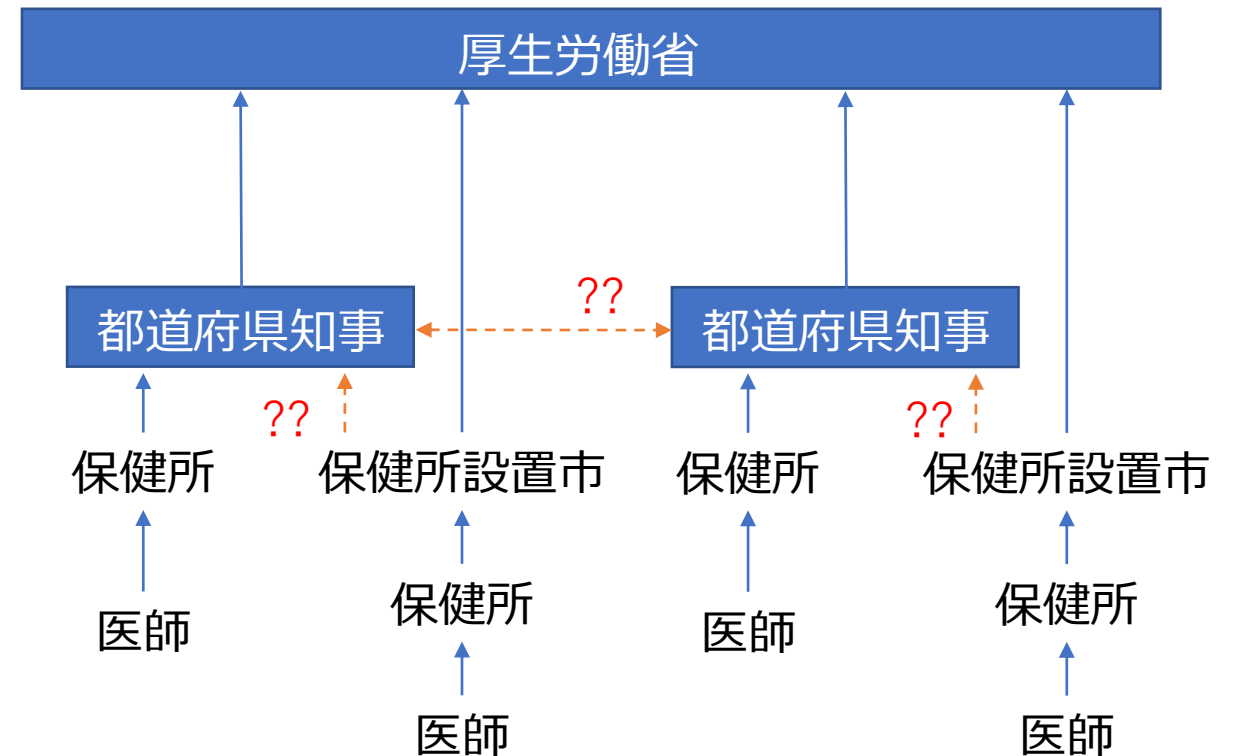 厚生労働省
??
都道府県知事
都道府県知事
??
??
保健所
保健所設置市
保健所
保健所設置市
保健所
保健所
医師
医師
医師
医師